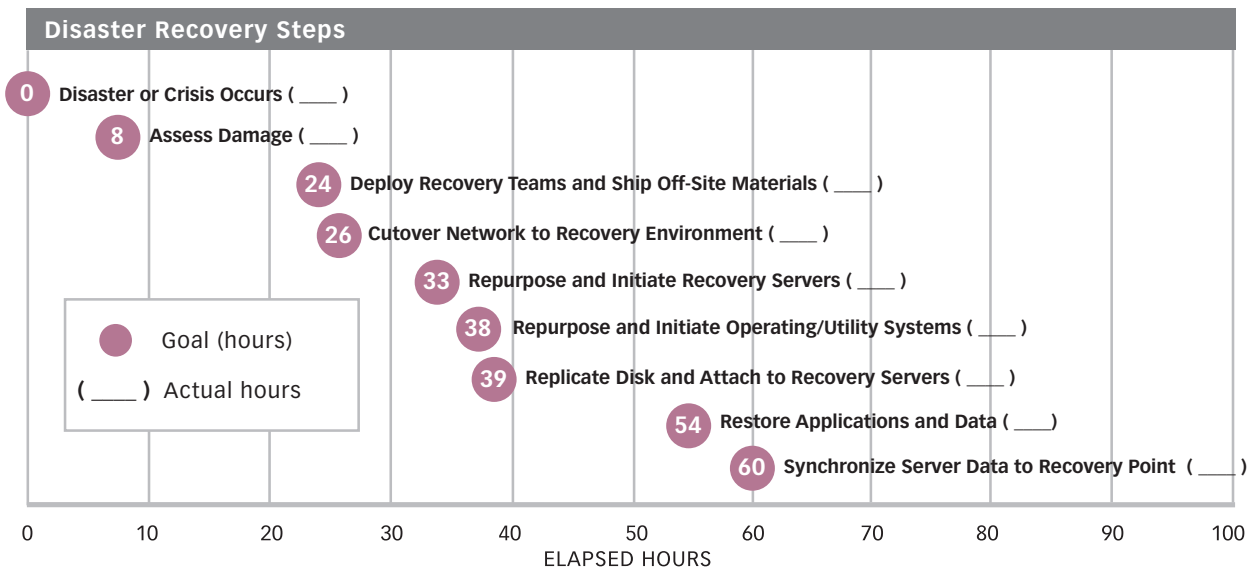 Disaster Recovery Steps
0 Disaster or Crisis Occurs ( ____ )
8 Assess Damage ( ____ )
24 Deploy Recovery Teams and Ship Off-Site Materials ( ____ )
26 Cutover Network to Recovery Environment ( ____ )
33 Repurpose and Initiate Recovery Servers ( ____ )
38 Repurpose and Initiate Operating/Utility Systems ( ____ )
39 Replicate Disk and Attach to Recovery Servers ( ____ )
54 Restore Applications and Data ( ____)
60 Synchronize Server Data to Recovery Point ( ____ )
Goal (hours)
( ____ ) Actual hours
0 10 20 30 40 50 60 70 80 90 100
ELAPSED HOURS